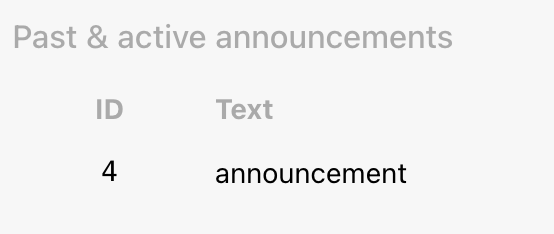 Past & active announcements
ID Text
4 announcement